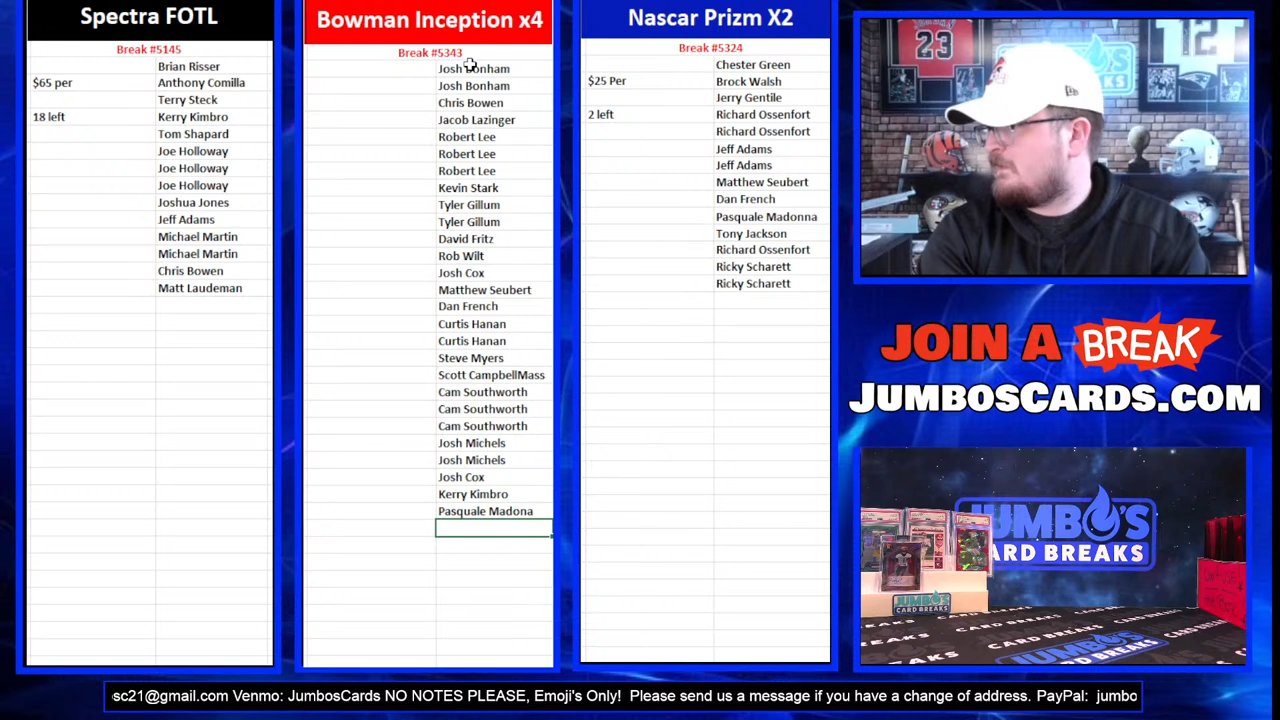 Spectra FOTL
Break #5145
Brian Risser
$65 per Anthony Comilla
Terry Steck
18 left Kerry Kimbro
Tom Shapard
Joe Holloway
Joe Holloway
Joe Holloway
Joshua Jones
Jeff Adams
Michael Martin
Michael Martin
Chris Bowen
Matt Laudeman
Bowman Inception x4
Break #5343
Josh Bonham
Josh Bonham
Chris Bowen
Jacob Lazinger
Robert Lee
Robert Lee
Robert Lee
Kevin Stark
Tyler Gillum
Tyler Gillum
David Fritz
Rob Wilt
Josh Cox
Matthew Seubert
Dan French
Curtis Hanan
Curtis Hanan
Steve Myers
Scott CampbellMass
Cam Southworth
Cam Southworth
Cam Southworth
Josh Michels
Josh Michels
Josh Cox
Kerry Kimbro
Pasquale Madona
Nascar Prizm X2
Break #5324
Chester Green
$25 Per Brock Walsh
Jerry Gentile
2 left Richard Ossenfort
Richard Ossenfort
Jeff Adams
Jeff Adams
Matthew Seubert
Dan French
Pasquale Madonna
Tony Jackson
Richard Ossenfort
Ricky Scharett
Ricky Scharett
23
12
JOIN A BREAK
JUMBOSCARDS.COM
JUMBO'S
CARD BREAKS
JUMBO'S
CARD BREAKS
sc21@gmail.com Venmo: JumbosCards NO NOTES PLEASE, Emoji's Only! Please send us a message if you have a change of address. PayPal: jumbo